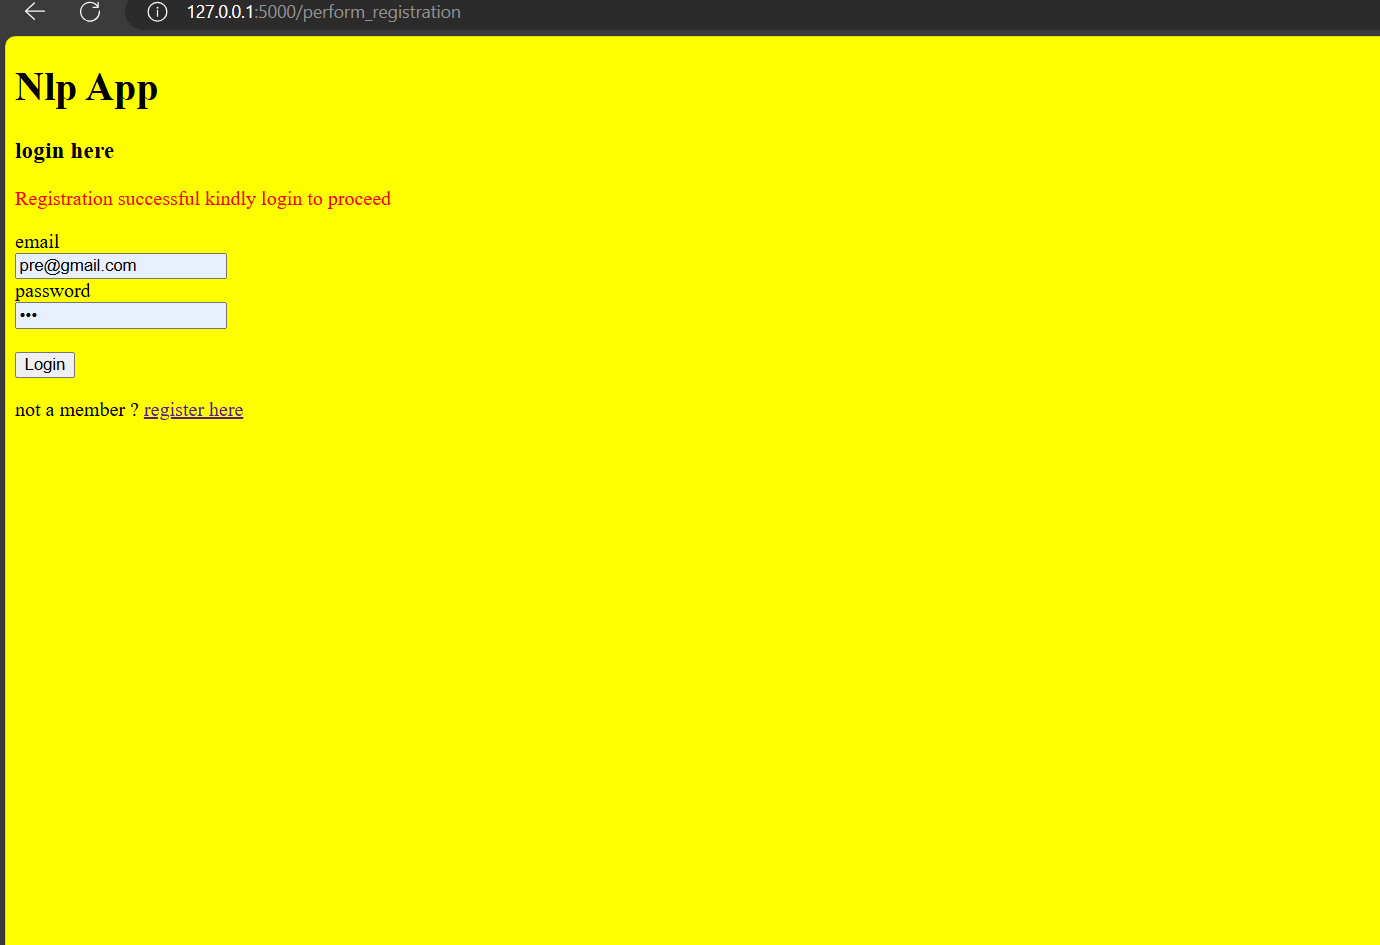 127.0.0.1:5000/perform_registration
Nlp App
login here
Registration successful kindly login to proceed
email
pre@gmail.com
password
•••
Login
not a member ? register here